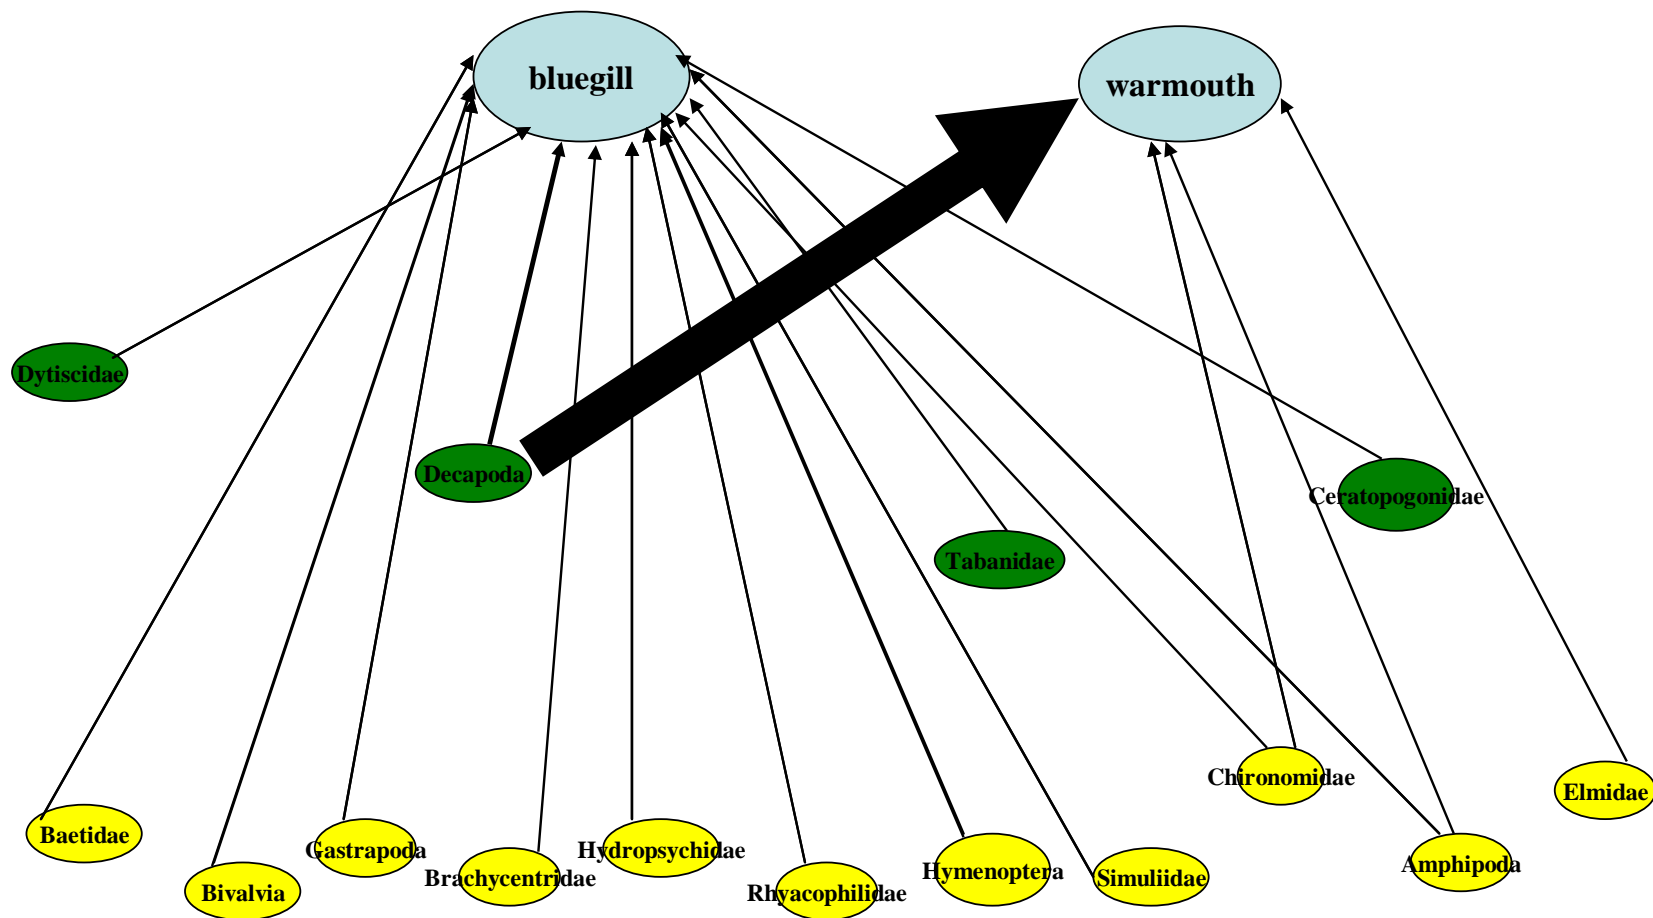 bluegill
warmouth
Dytiscidae
Decapoda
Ceratopogonidae
Tabanidae
Chironomidae
Elmidae
Baetidae
Gastrapoda
Hydropsychidae
Amphipoda
Hymenoptera
Brachycentridae
Simuliidae
Bivalvia
Rhyacophilidae